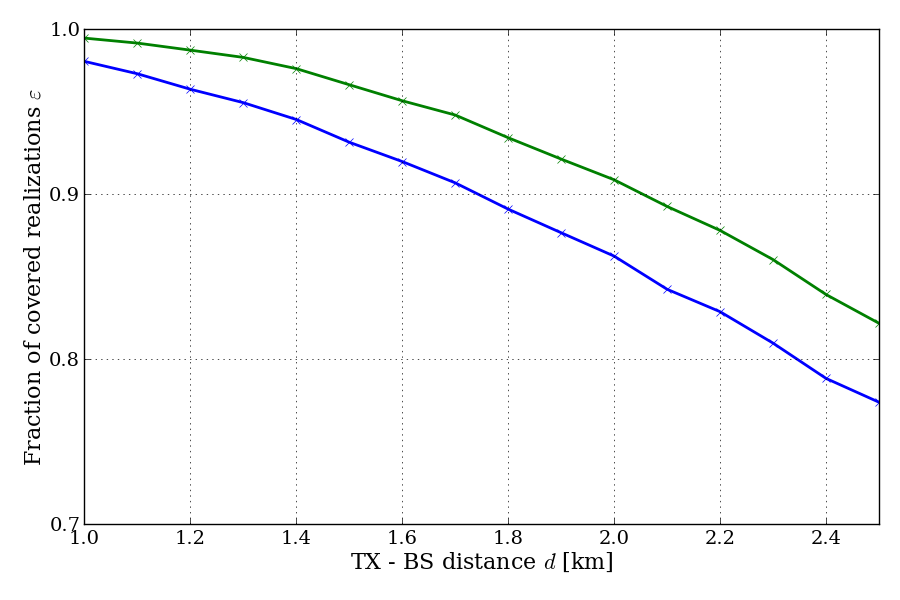 Fraction of covered realizations ε
1.0
0.9
0.8
0.7
1.0 1.2 1.4 1.6 1.8 2.0 2.2 2.4
TX - BS distance d [km]